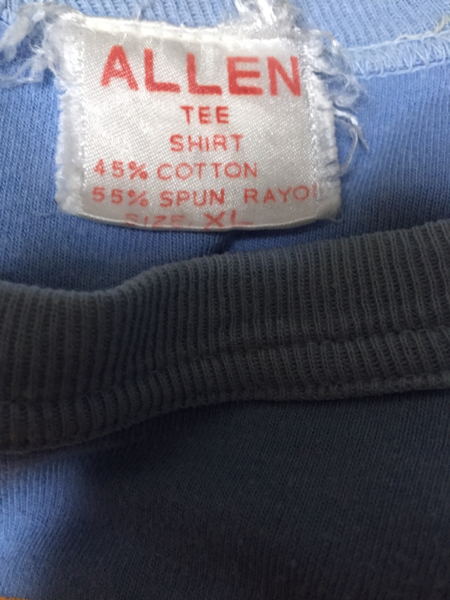 ALLEN
TEE
SHIRT
45% COTTON
55% SPUN RAYO
SIZE XL